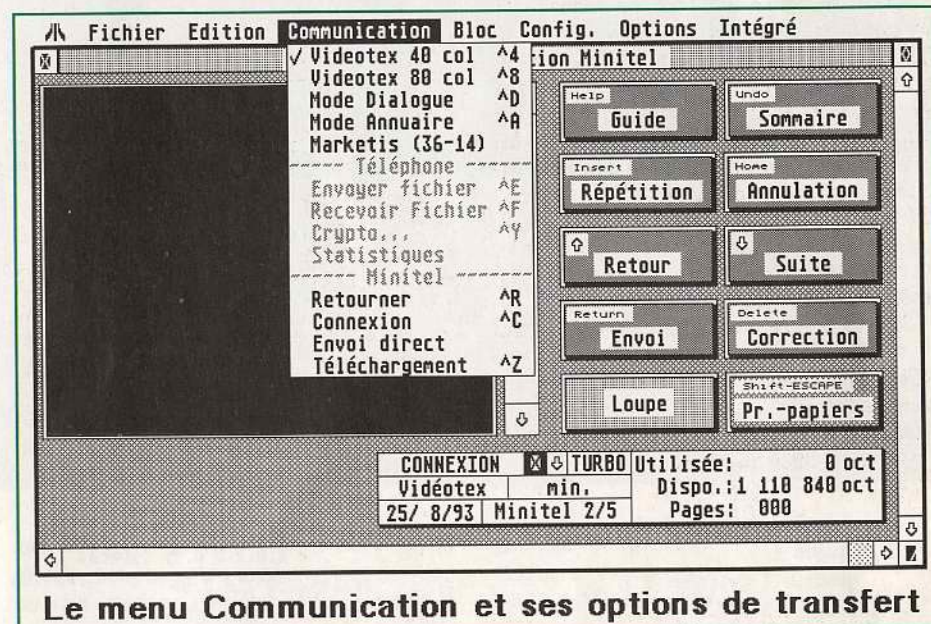 Fichier Edition Communication Bloc Config. Options Intégré
tion Minitel
✓ Videotex 40 col ^4
Videotex 80 col ^8
Mode Dialogue ^D
Mode Annuaire ^A
Marketis (36-14)
----- Téléphone ------
Envoyer fichier ^E
Recevoir Fichier ^F
Crypto... ^Y
Statistiques
------ Minitel -------
Retourner ^R
Connexion ^C
Envoi direct
Téléchargement ^Z
Help
Guide
Undo
Sommaire
Insert
Répétition
Home
Annulation
Retour
Suite
Return
Envoi
Delete
Correction
Loupe
Shift-ESCAPE
Pr.-papiers
CONNEXION TURBO
Vidéotex min.
25/ 8/93 Minitel 2/5
Utilisée: 0 oct
Dispo.:1 110 840 oct
Pages: 000
Le menu Communication et ses options de transfert